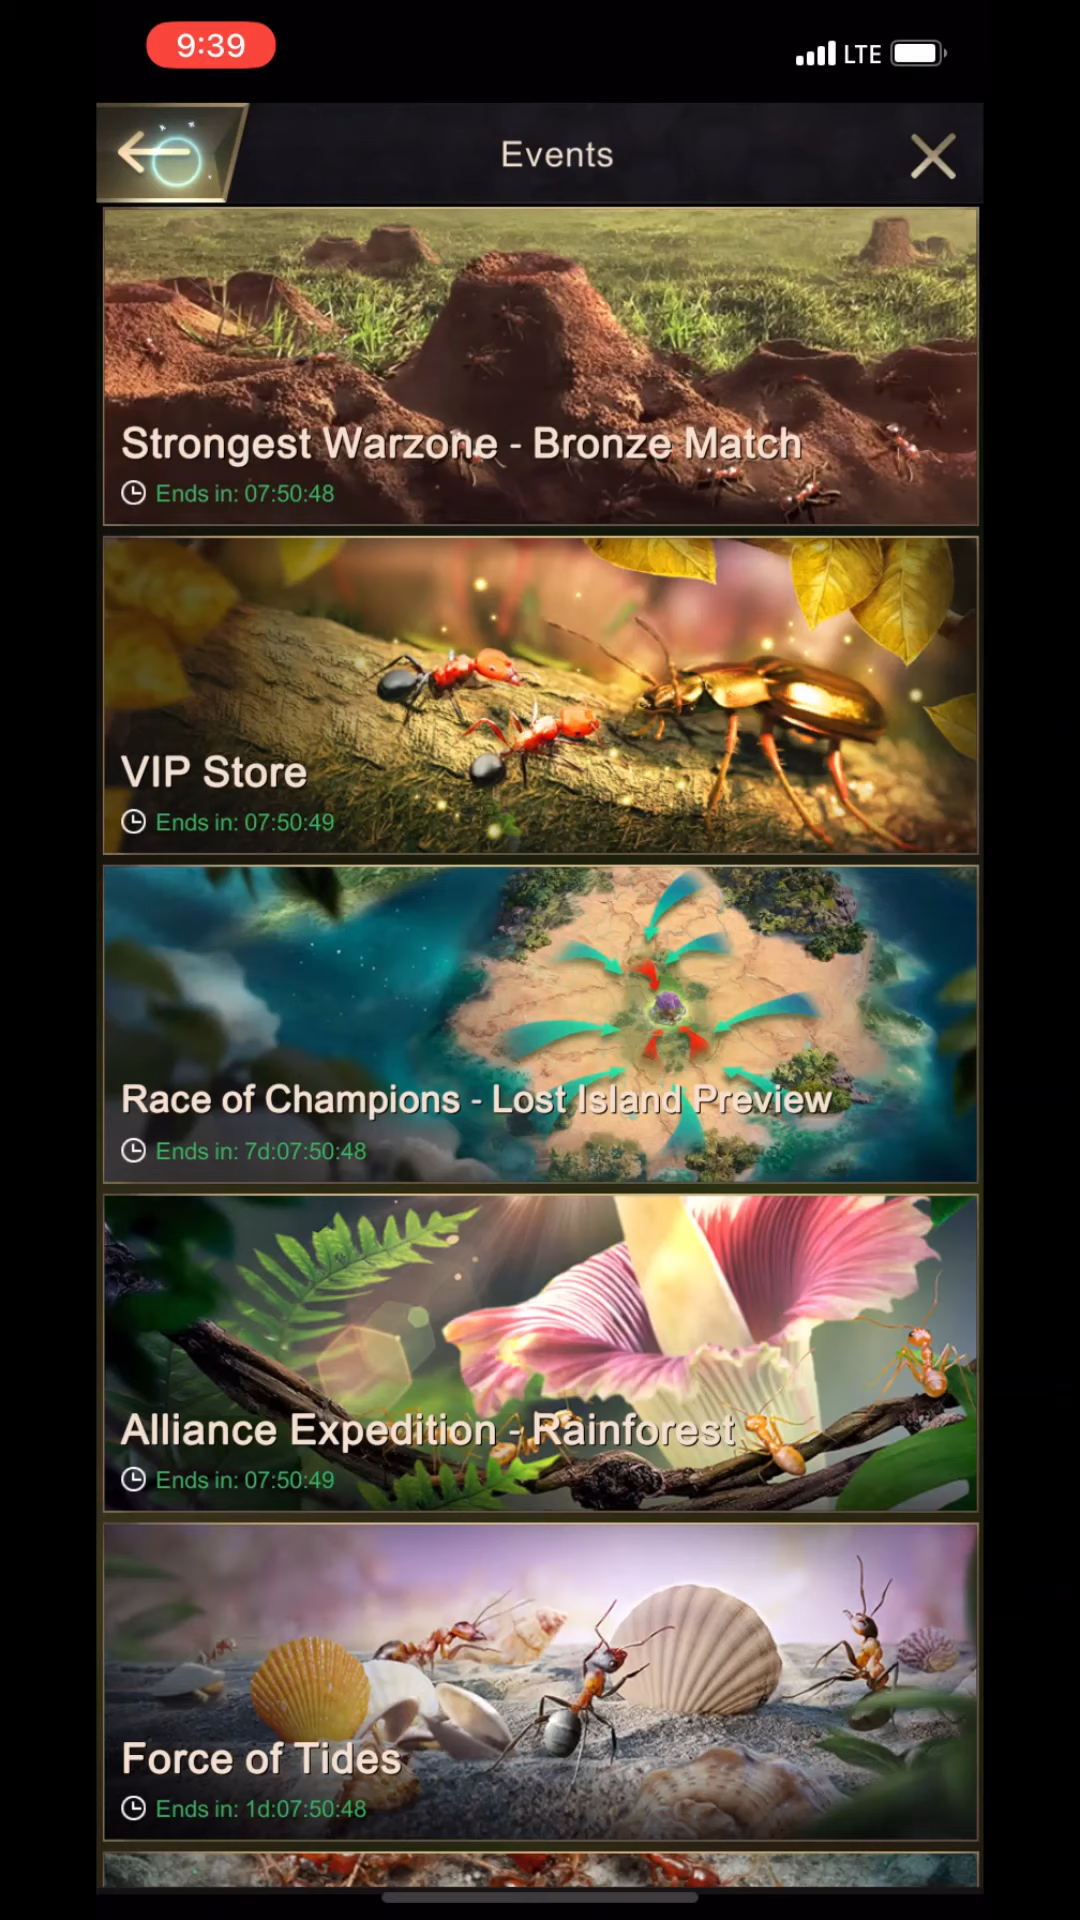 9:39
LTE
Events
Strongest Warzone - Bronze Match
Ends in: 07:50:48
VIP Store
Ends in: 07:50:49
Race of Champions - Lost Island Preview
Ends in: 7d:07:50:48
Alliance Expedition - Rainforest
Ends in: 07:50:49
Force of Tides
Ends in: 1d:07:50:48